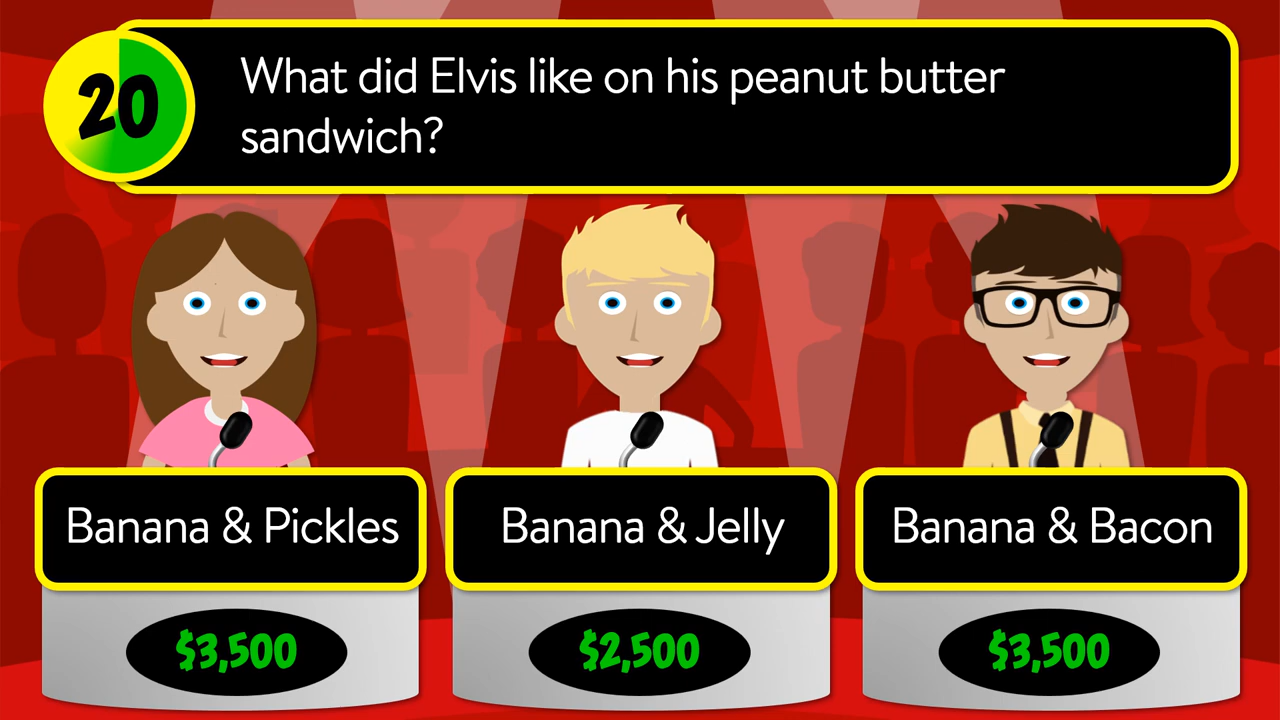 20
What did Elvis like on his peanut butter
sandwich?
Banana & Pickles
Banana & Jelly
Banana & Bacon
$3,500
$2,500
$3,500